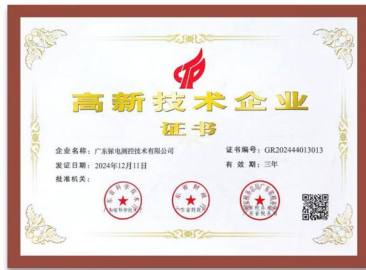 高新技术企业
证书
企业名称：广东钲电测控技术有限公司
证书编号：GR202444013013
发证日期：2024年12月11日
有效期：三年
批准机关：